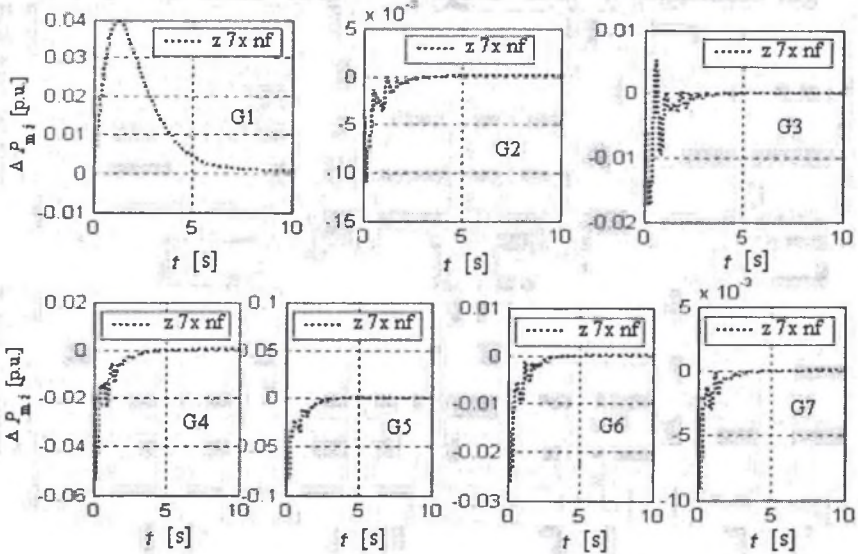 0.04
0.03
0.02
0.01
0
-0.01
0 5 10
Δ P m i [p.u.]
z 7x nf
G1
t [s]
x 10 -3
5
0
-5
-10
-15
0 5 10
z 7x nf
G2
t [s]
0.01
0
-0.01
-0.02
0 5 10
z 7x nf
G3
t [s]
0.02
0
-0.02
-0.04
-0.06
0 5 10
Δ P m i [p.u.]
z 7x nf
G4
t [s]
0.1
0.05
0
-0.05
-0.1
0 5 10
z 7x nf
G5
t [s]
0.01
0
-0.01
-0.02
-0.03
0 5 10
z 7x nf
G6
t [s]
x 10 -3
5
0
-5
-10
0 5 10
z 7x nf
G7
t [s]